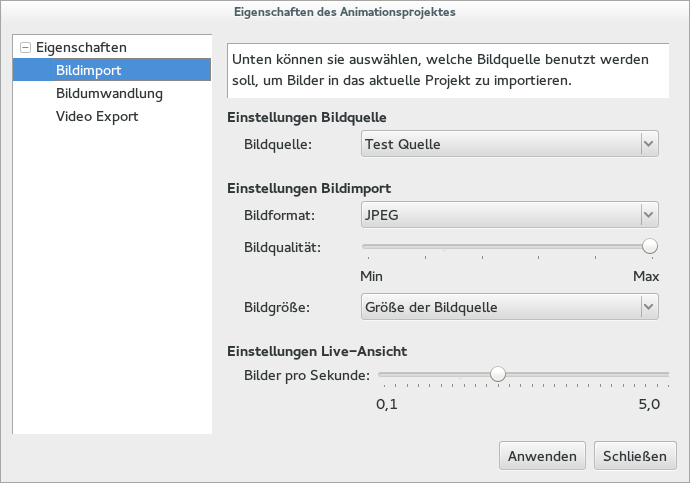 Eigenschaften des Animationsprojektes
Eigenschaften
Bildimport
Bildumwandlung
Video Export
Unten können sie auswählen, welche Bildquelle benutzt werden
soll, um Bilder in das aktuelle Projekt zu importieren.
Einstellungen Bildquelle
Bildquelle: Test Quelle
Einstellungen Bildimport
Bildformat: JPEG
Bildqualität:
Min Max
Bildgröße: Größe der Bildquelle
Einstellungen Live-Ansicht
Bilder pro Sekunde:
0,1 5,0
Anwenden Schließen